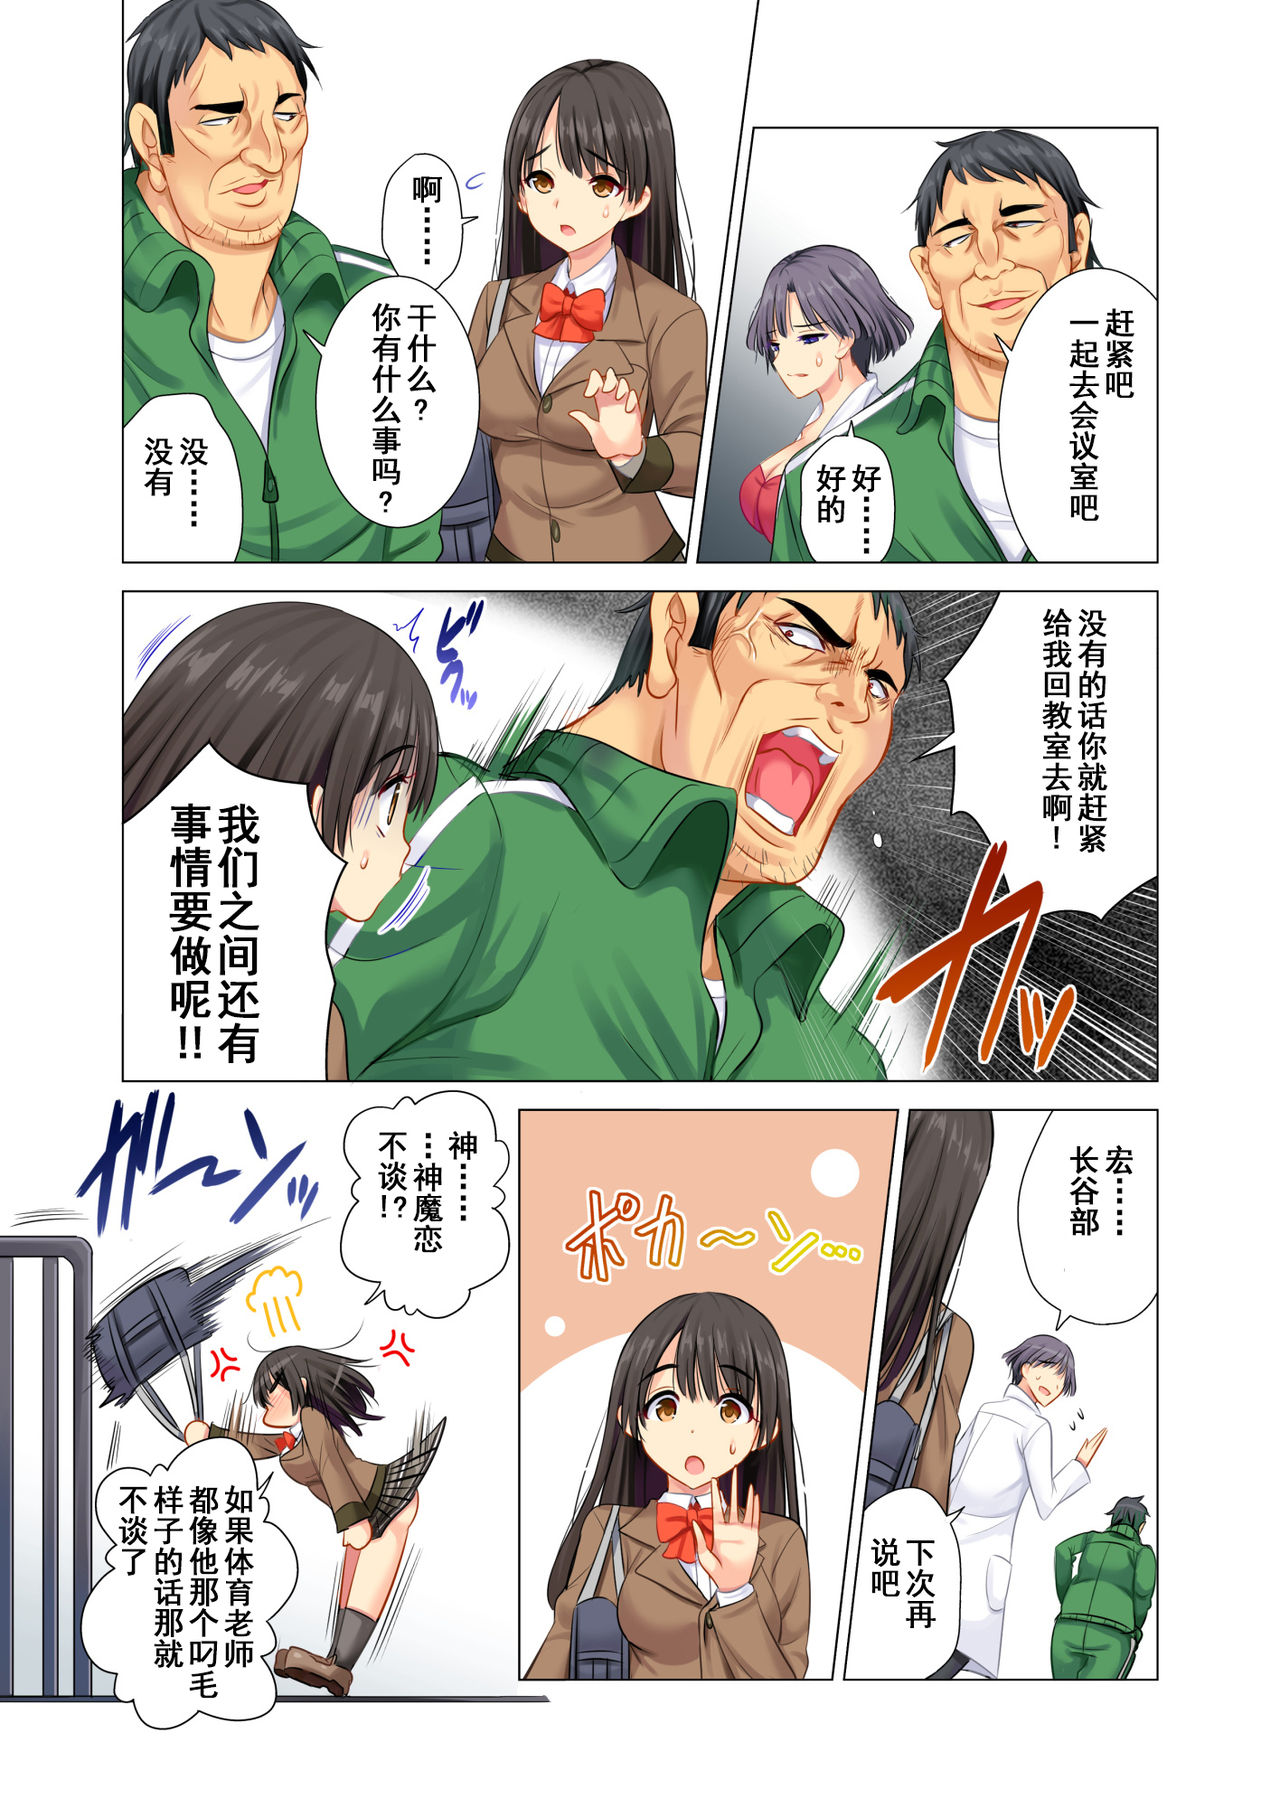 赶紧吧
一起去会议室吧
好……
好的
啊……
干什么?
你有什么事吗?
没……
没有
没有的话你就赶紧
给我回教室去啊!
ガッ
ビクッ
我们之间还有
事情要做呢!!
宏……
长谷部
下次再
说吧
ポカ～ン…
神……
…神魔恋
不谈!?
ガ～ンッ
如果体育老师
都像他那个叼毛
样子的话那就
不谈了